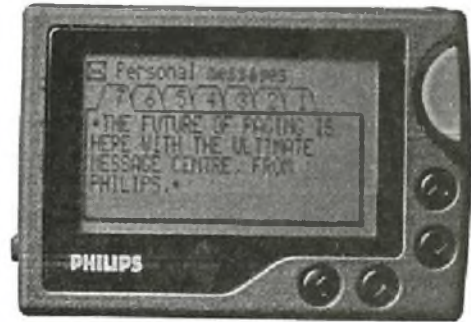 Personal messages
7 6 5 4 3 2 1
*THE FUTURE OF PAGING IS
HERE WITH THE ULTIMATE
MESSAGE CENTRE, FROM
PHILIPS.*
PHILIPS